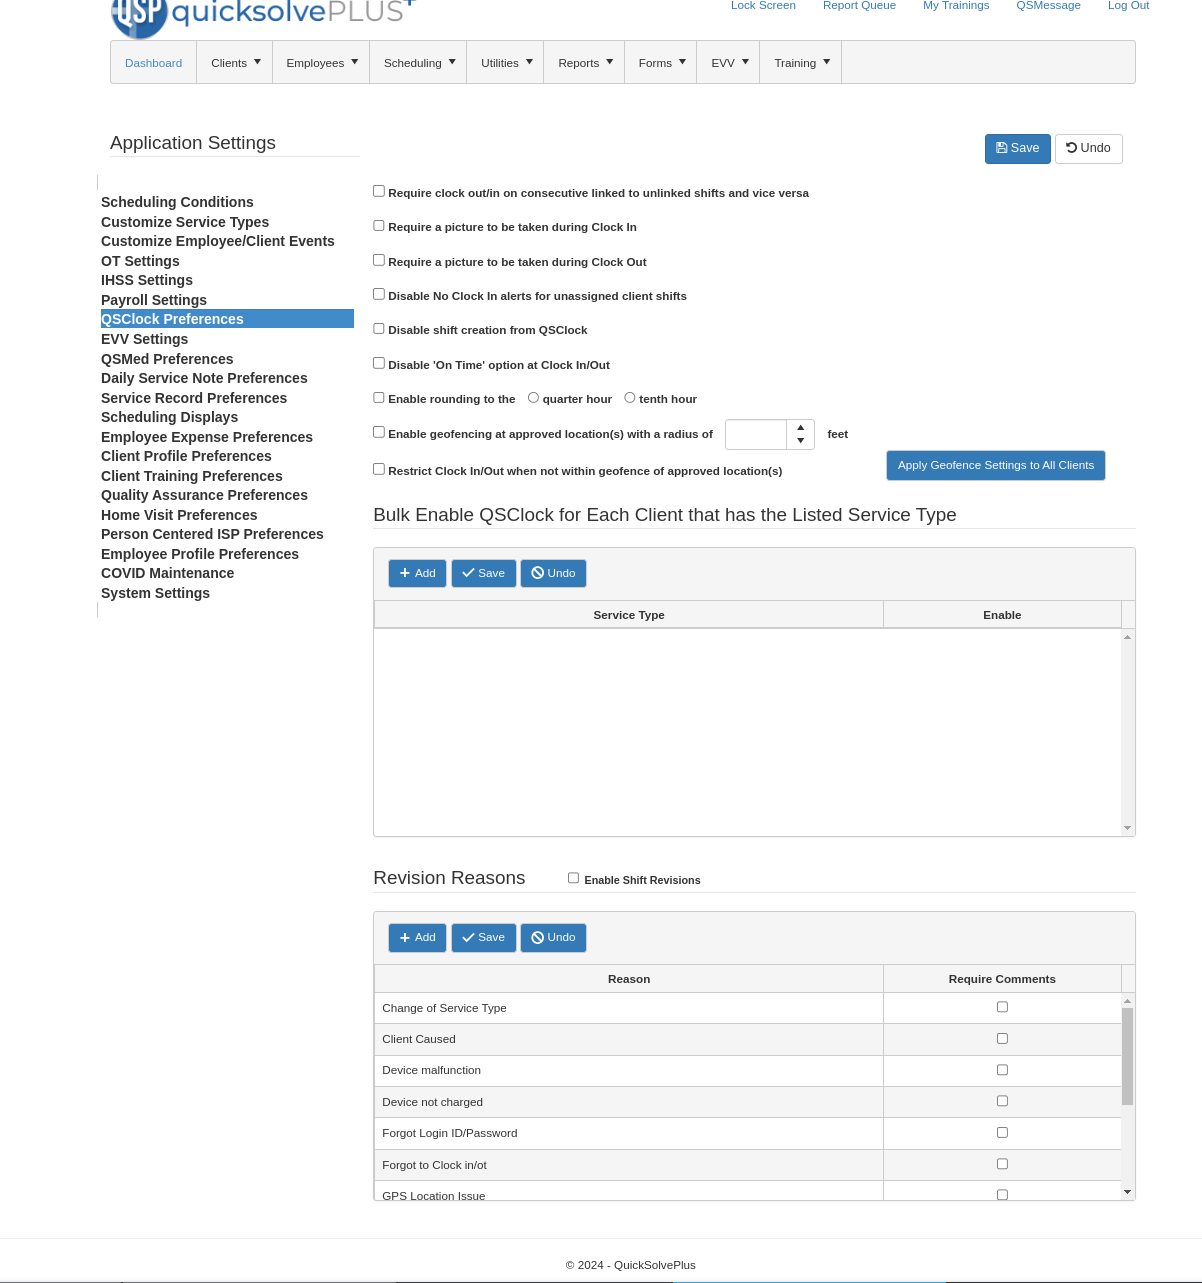 QSP quicksolvePLUS+
Lock Screen Report Queue My Trainings QSMessage Log Out
Dashboard Clients Employees Scheduling Utilities Reports Forms EVV Training
Application Settings
Save Undo
Scheduling Conditions
Customize Service Types
Customize Employee/Client Events
OT Settings
IHSS Settings
Payroll Settings
QSClock Preferences
EVV Settings
QSMed Preferences
Daily Service Note Preferences
Service Record Preferences
Scheduling Displays
Employee Expense Preferences
Client Profile Preferences
Client Training Preferences
Quality Assurance Preferences
Home Visit Preferences
Person Centered ISP Preferences
Employee Profile Preferences
COVID Maintenance
System Settings
Require clock out/in on consecutive linked to unlinked shifts and vice versa
Require a picture to be taken during Clock In
Require a picture to be taken during Clock Out
Disable No Clock In alerts for unassigned client shifts
Disable shift creation from QSClock
Disable 'On Time' option at Clock In/Out
Enable rounding to the quarter hour tenth hour
Enable geofencing at approved location(s) with a radius of feet
Restrict Clock In/Out when not within geofence of approved location(s)
Apply Geofence Settings to All Clients
Bulk Enable QSClock for Each Client that has the Listed Service Type
Add Save Undo
Service Type Enable
Revision Reasons Enable Shift Revisions
Add Save Undo
Reason Require Comments
Change of Service Type
Client Caused
Device malfunction
Device not charged
Forgot Login ID/Password
Forgot to Clock in/ot
GPS Location Issue
© 2024 - QuickSolvePlus